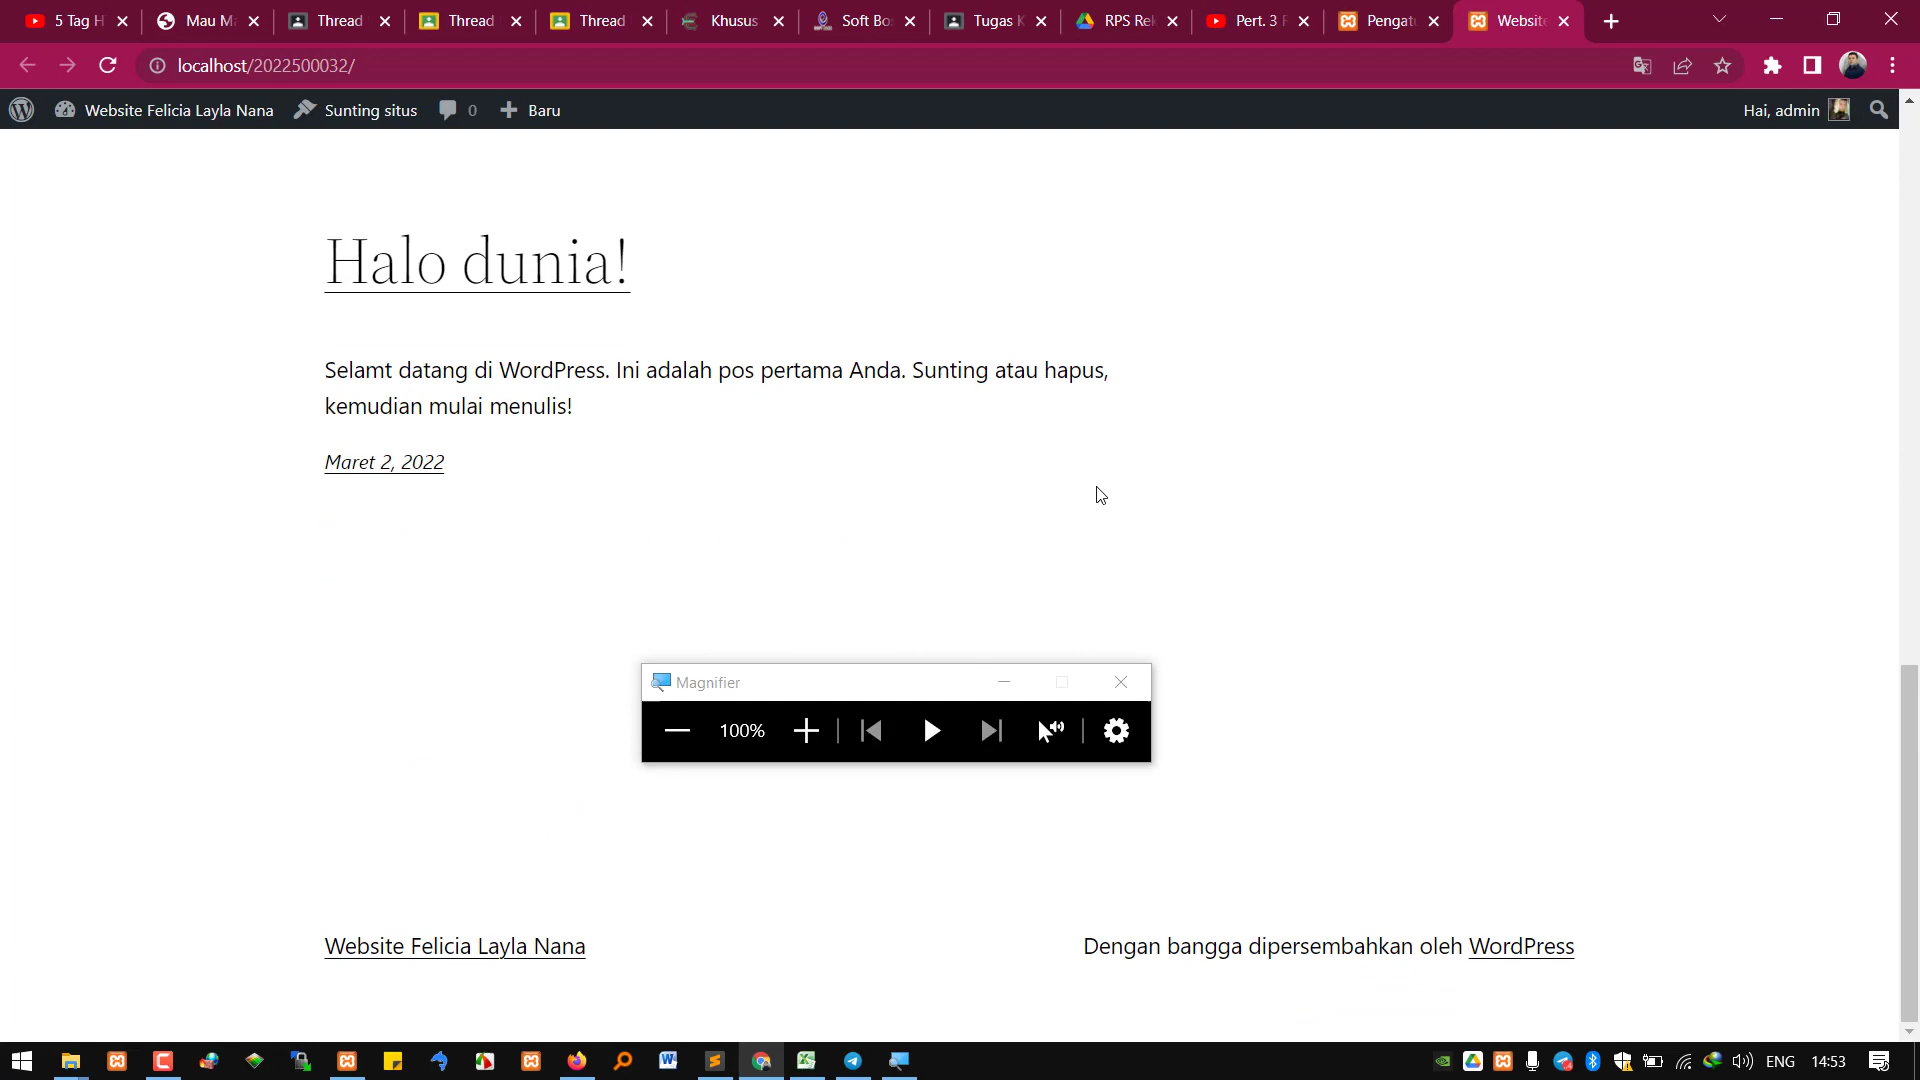 5 Tag H
Mau M
Thread
Thread
Thread
Khusus
Soft Bo
Tugas K
RPS Re
Pert. 3
Pengat
Website
localhost/2022500032/
Website Felicia Layla Nana
Sunting situs
0
Baru
Hai, admin
Halo dunia!
Selamt datang di WordPress. Ini adalah pos pertama Anda. Sunting atau hapus,
kemudian mulai menulis!
Maret 2, 2022
Magnifier
100%
Website Felicia Layla Nana
Dengan bangga dipersembahkan oleh WordPress
ENG
14:53